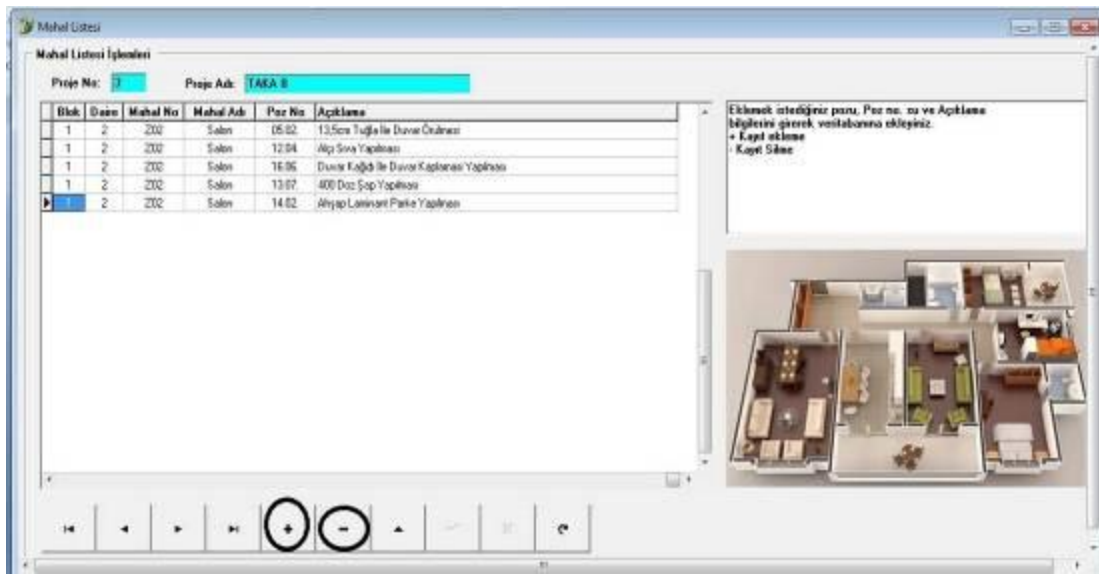 Mahal Listesi
Mahal Listesi İşlemleri
Proje No: 3 Proje Adı: TAKA 8
Blok Daire Mahal No Mahal Adı Poz No Açıklama
1 2 Z02 Salon 05.02 13,5cm Tuğla İle Duvar Örülmesi
1 2 Z02 Salon 12.04 Alçı Sıva Yapılması
1 2 Z02 Salon 16.06 Duvar Kağıdı İle Duvar Kaplaması Yapılması
1 2 Z02 Salon 13.07 400 Doz Şap Yapılması
1 2 Z02 Salon 14.02 Ahşap Laminant Parke Yapılması
Eklemek istediğiniz pozu, Poz no. su ve Açıklama
bilgilerini girerek veritabanına ekleyiniz.
+ Kayıt ekleme
- Kayıt Silme